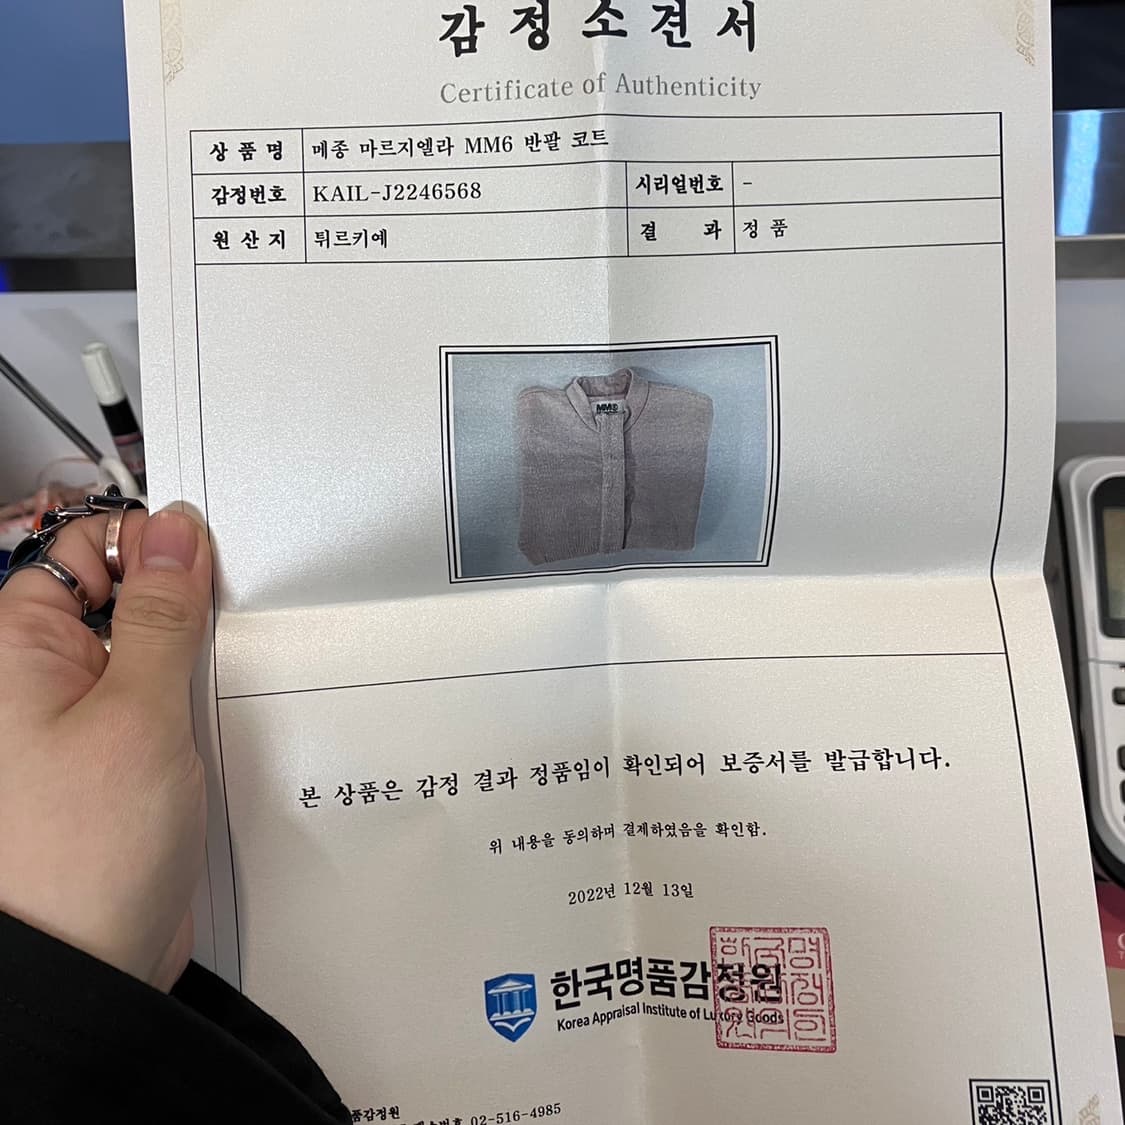 감정소견서
Certificate of Authenticity
상품명 메종 마르지엘라 MM6 반팔 코트
감정번호 KAIL-J2246568 시리얼번호 -
원산지 튀르키예 결과 정품
MM6
본 상품은 감정 결과 정품임이 확인되어 보증서를 발급합니다.
위 내용을 동의하며 결제하였음을 확인함.
2022년 12월 13일
한국명품감정원
Korea Appraisal Institute of Luxury Goods
품감정원
02-516-4985